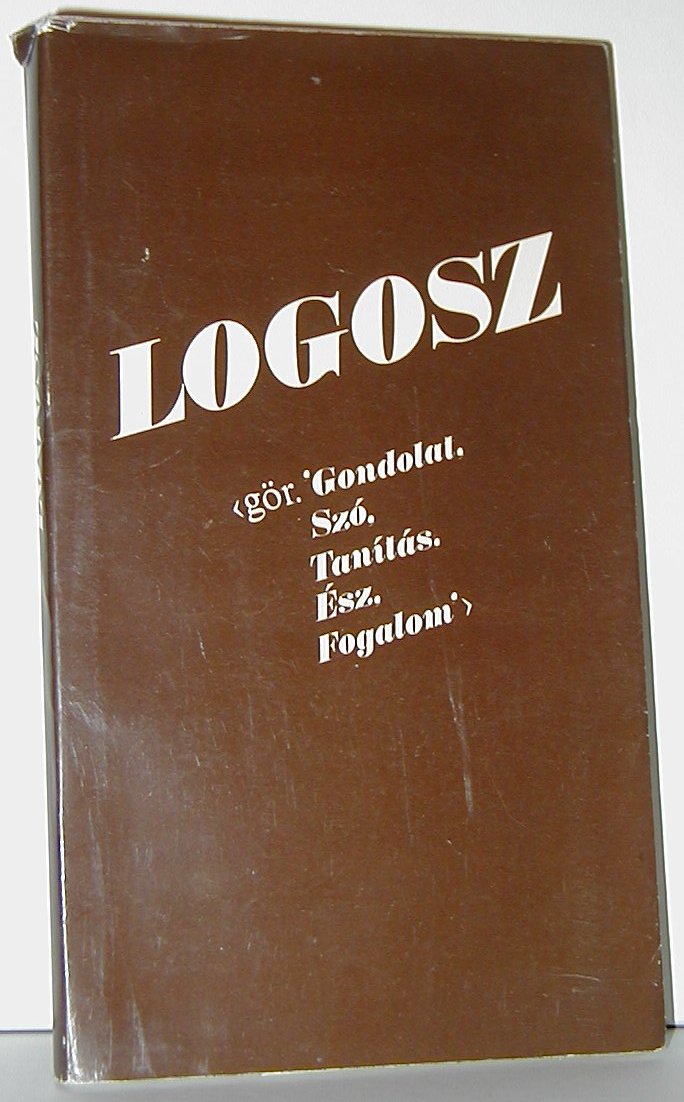 LOGOSZ
‹gör. 'Gondolat.
Szó.
Tanítás.
Ész.
Fogalom'›